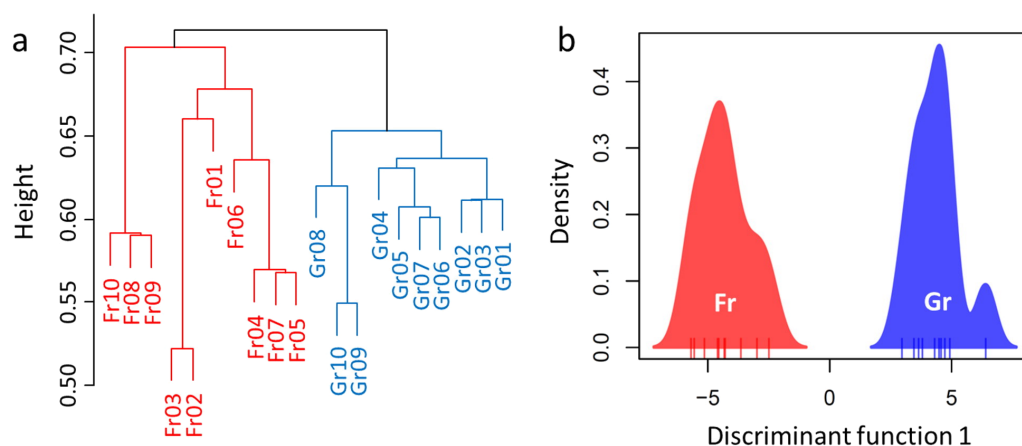 a
Height
0.70
0.65
0.60
0.55
0.50
Fr10
Fr08
Fr09
Fr03
Fr02
Fr01
Fr06
Fr04
Fr07
Fr05
Gr08
Gr10
Gr09
Gr04
Gr05
Gr07
Gr06
Gr02
Gr03
Gr01
b
Density
0.4
0.3
0.2
0.1
0.0
Fr
Gr
−5
0
5
Discriminant function 1